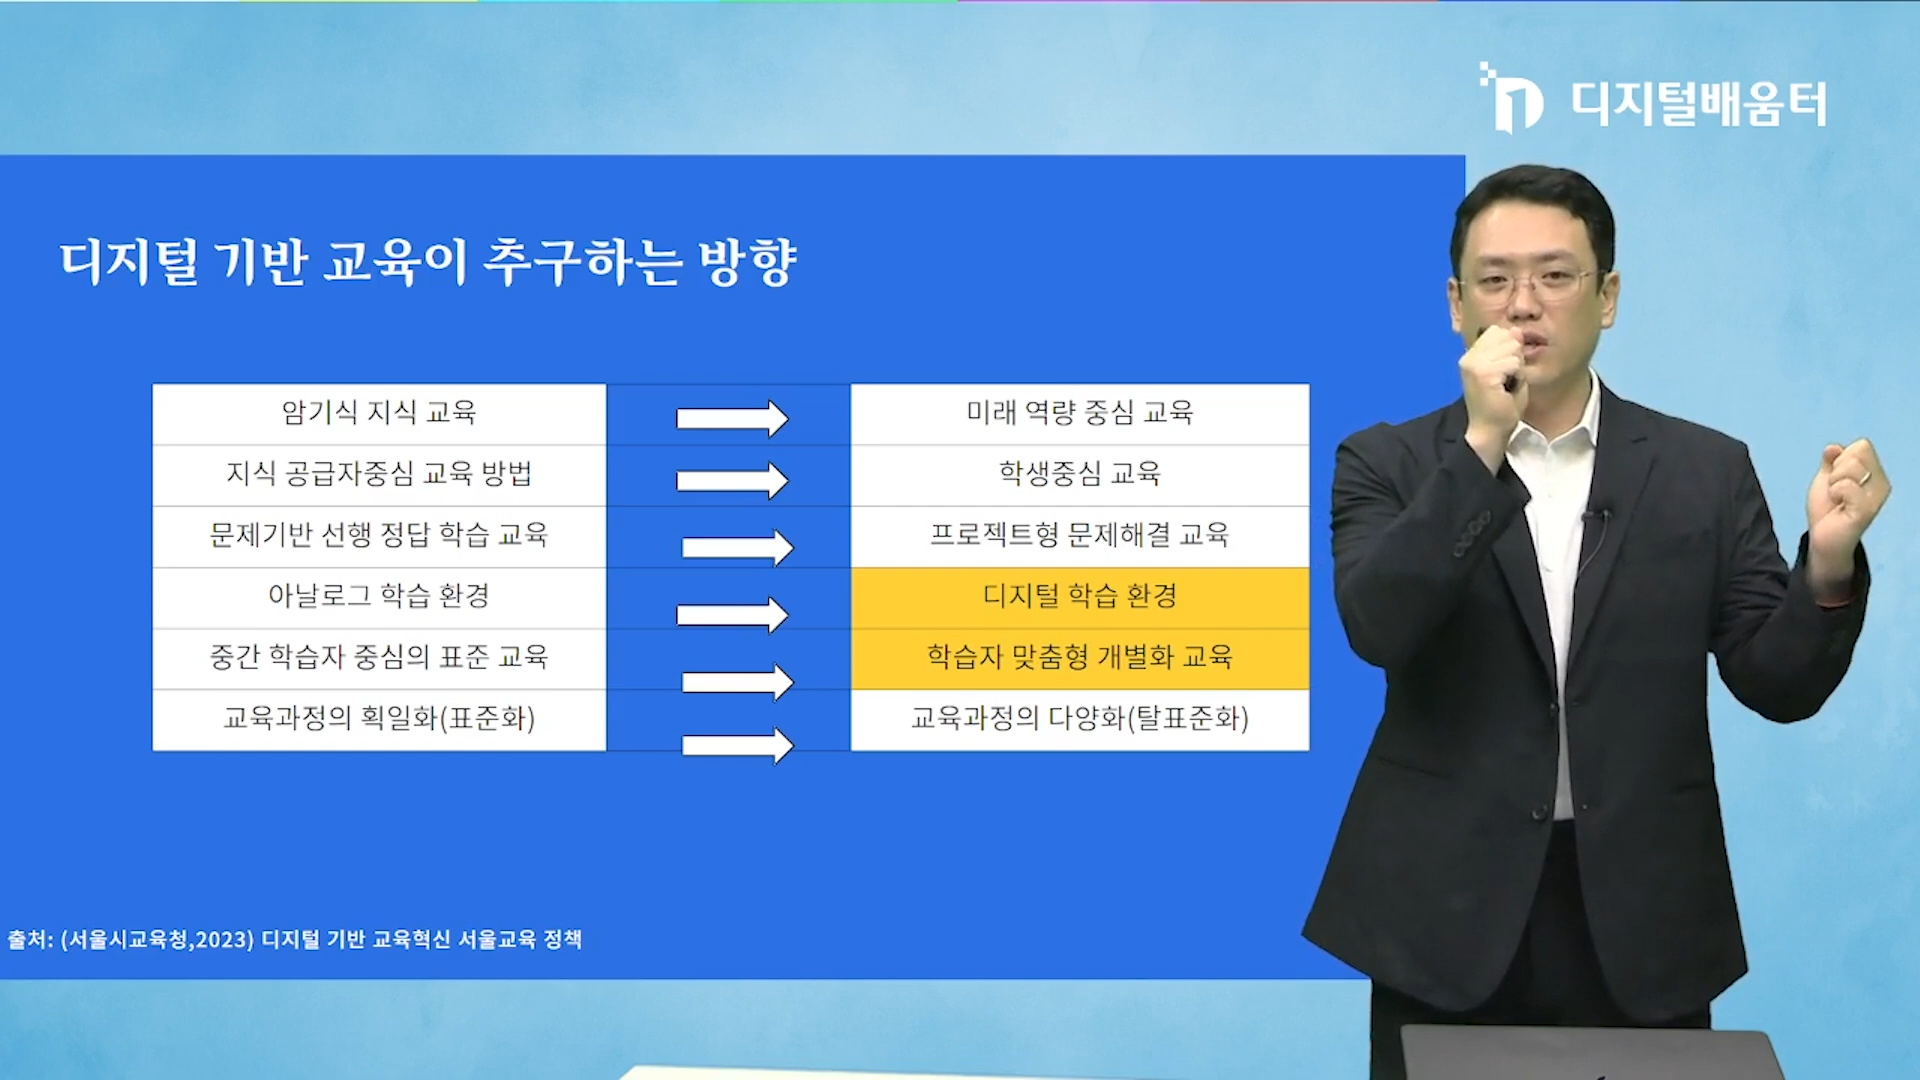 디지털배움터
디지털 기반 교육이 추구하는 방향
암기식 지식 교육
미래 역량 중심 교육
지식 공급자중심 교육 방법
학생중심 교육
문제기반 선행 정답 학습 교육
프로젝트형 문제해결 교육
아날로그 학습 환경
디지털 학습 환경
중간 학습자 중심의 표준 교육
학습자 맞춤형 개별화 교육
교육과정의 획일화(표준화)
교육과정의 다양화(탈표준화)
출처: (서울시교육청,2023) 디지털 기반 교육혁신 서울교육 정책